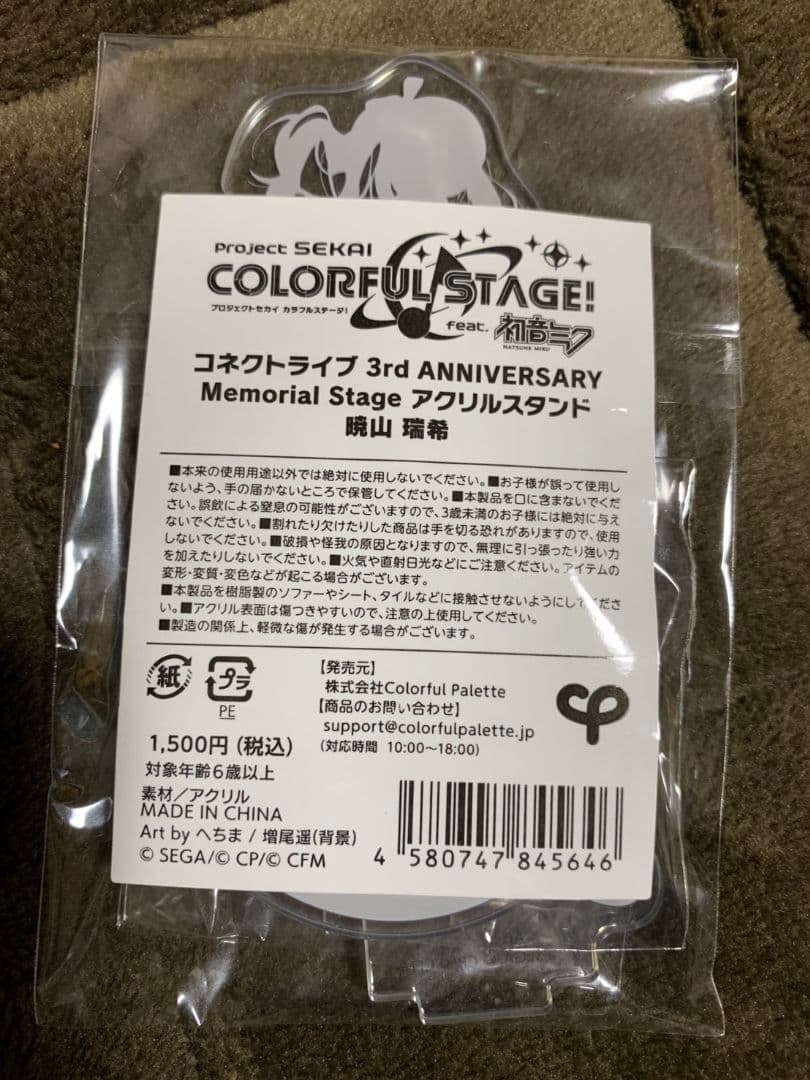 Project SEKAI
COLORFUL STAGE!
プロジェクトセカイ カラフルステージ!
feat. 初音ミク
HATSUNE MIKU
コネクトライブ 3rd ANNIVERSARY
Memorial Stage アクリルスタンド
暁山 瑞希
■本来の使用用途以外では絶対に使用しないでください。■お子様が誤って使用し
ないよう、手の届かないところで保管してください。■本製品を口に含まないでくだ
さい。誤飲による窒息の可能性がございますので、3歳未満のお子様には絶対に与え
ないでください。■割れたり欠けたりした商品は手を切る恐れがありますので、使用
しないでください。■破損や怪我の原因となりますので、無理に引っ張ったり強い力
を加えたりしないでください。■火気や直射日光などにご注意ください。アイテムの
変形・変質・変色などが起こる場合がございます。
■本製品を樹脂製のソファーやシート、タイルなどに接触させないようにしてくださ
い。■アクリル表面は傷つきやすいので、注意の上使用してください。
■製造の関係上、軽微な傷が発生する場合がございます。
紙
プラ
PE
【発売元】
株式会社Colorful Palette
【商品のお問い合わせ】
support@colorfulpalette.jp
(対応時間 10:00〜18:00)
1,500円(税込)
対象年齢6歳以上
素材/アクリル
MADE IN CHINA
Art by へちま / 増尾遥(背景)
© SEGA/© CP/© CFM
4 580747 845646